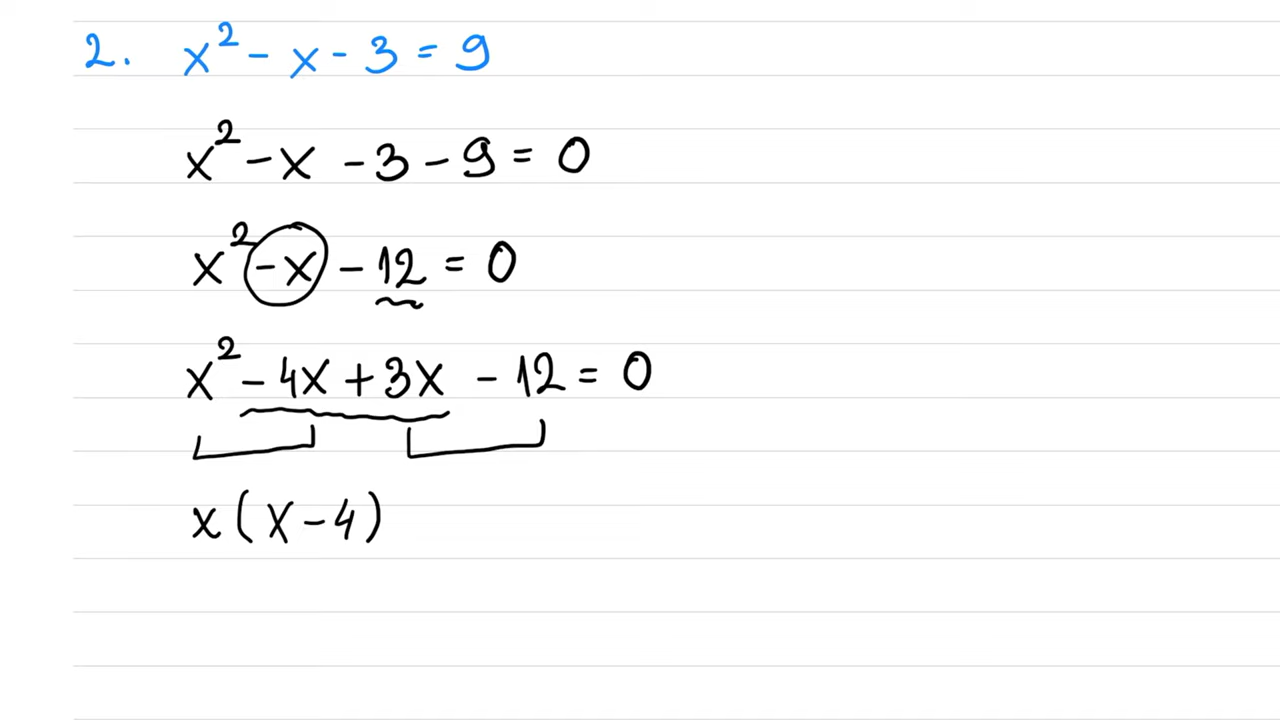 2. x² - x - 3 = 9
x² - x - 3 - 9 = 0
x² - x - 12 = 0
x² - 4x + 3x - 12 = 0
x(x - 4)